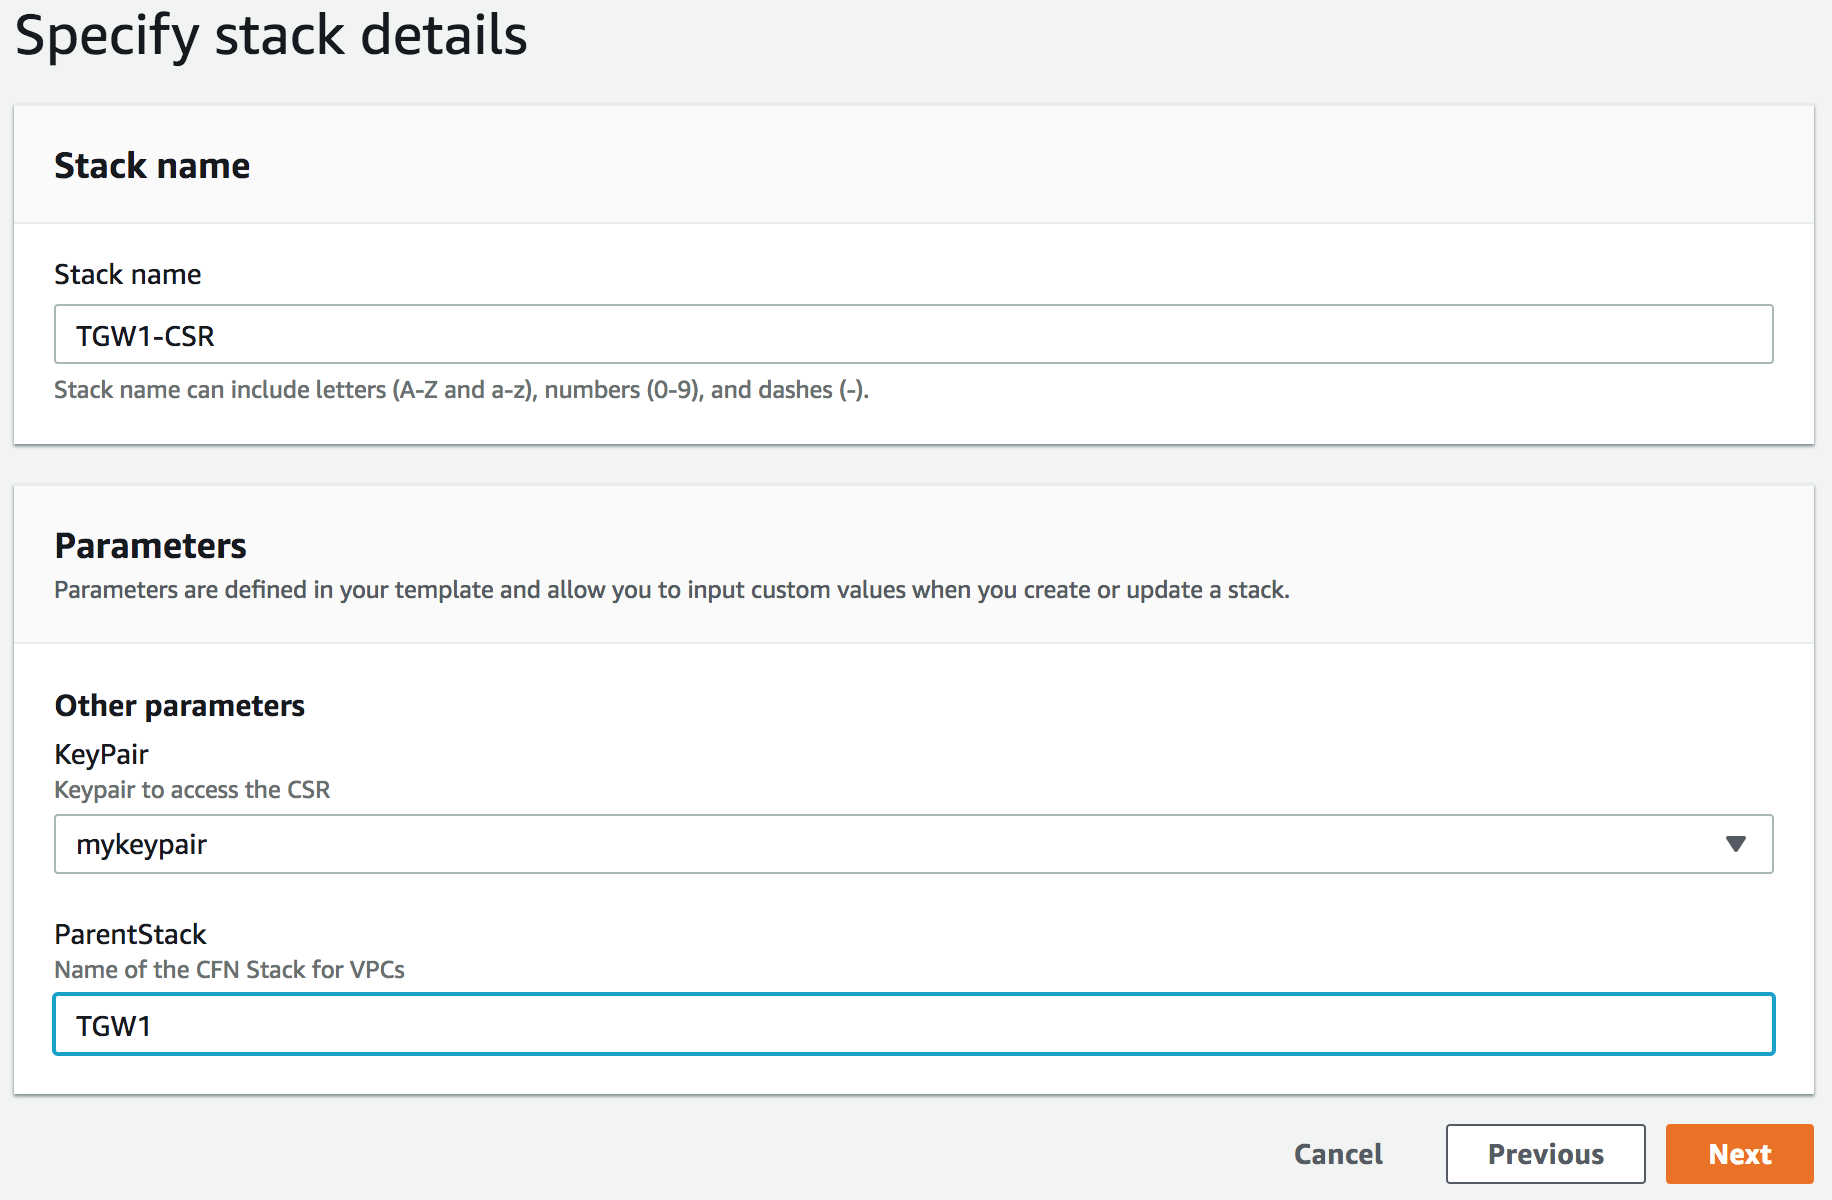 Specify stack details
Stack name
Stack name
TGW1-CSR
Stack name can include letters (A-Z and a-z), numbers (0-9), and dashes (-).
Parameters
Parameters are defined in your template and allow you to input custom values when you create or update a stack.
Other parameters
KeyPair
Keypair to access the CSR
mykeypair
ParentStack
Name of the CFN Stack for VPCs
TGW1
Cancel Previous Next